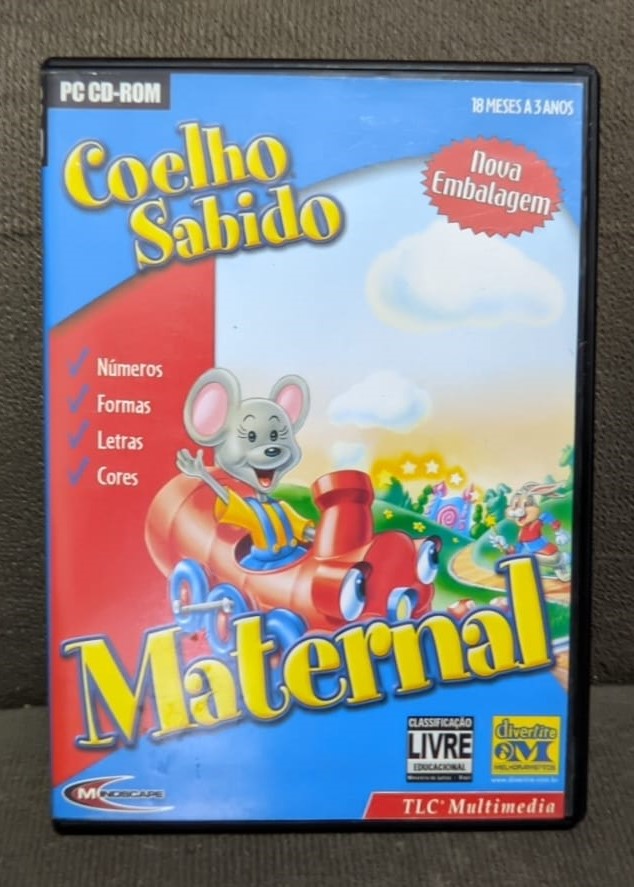 PC CD-ROM
18 MESES A 3 ANOS
Coelho
Sabido
Nova
Embalagem
Números
Formas
Letras
Cores
Maternal
CLASSIFICAÇÃO
LIVRE
EDUCACIONAL
divertire
M
MELHORAMENTOS
MINDSCAPE
TLC® Multimedia